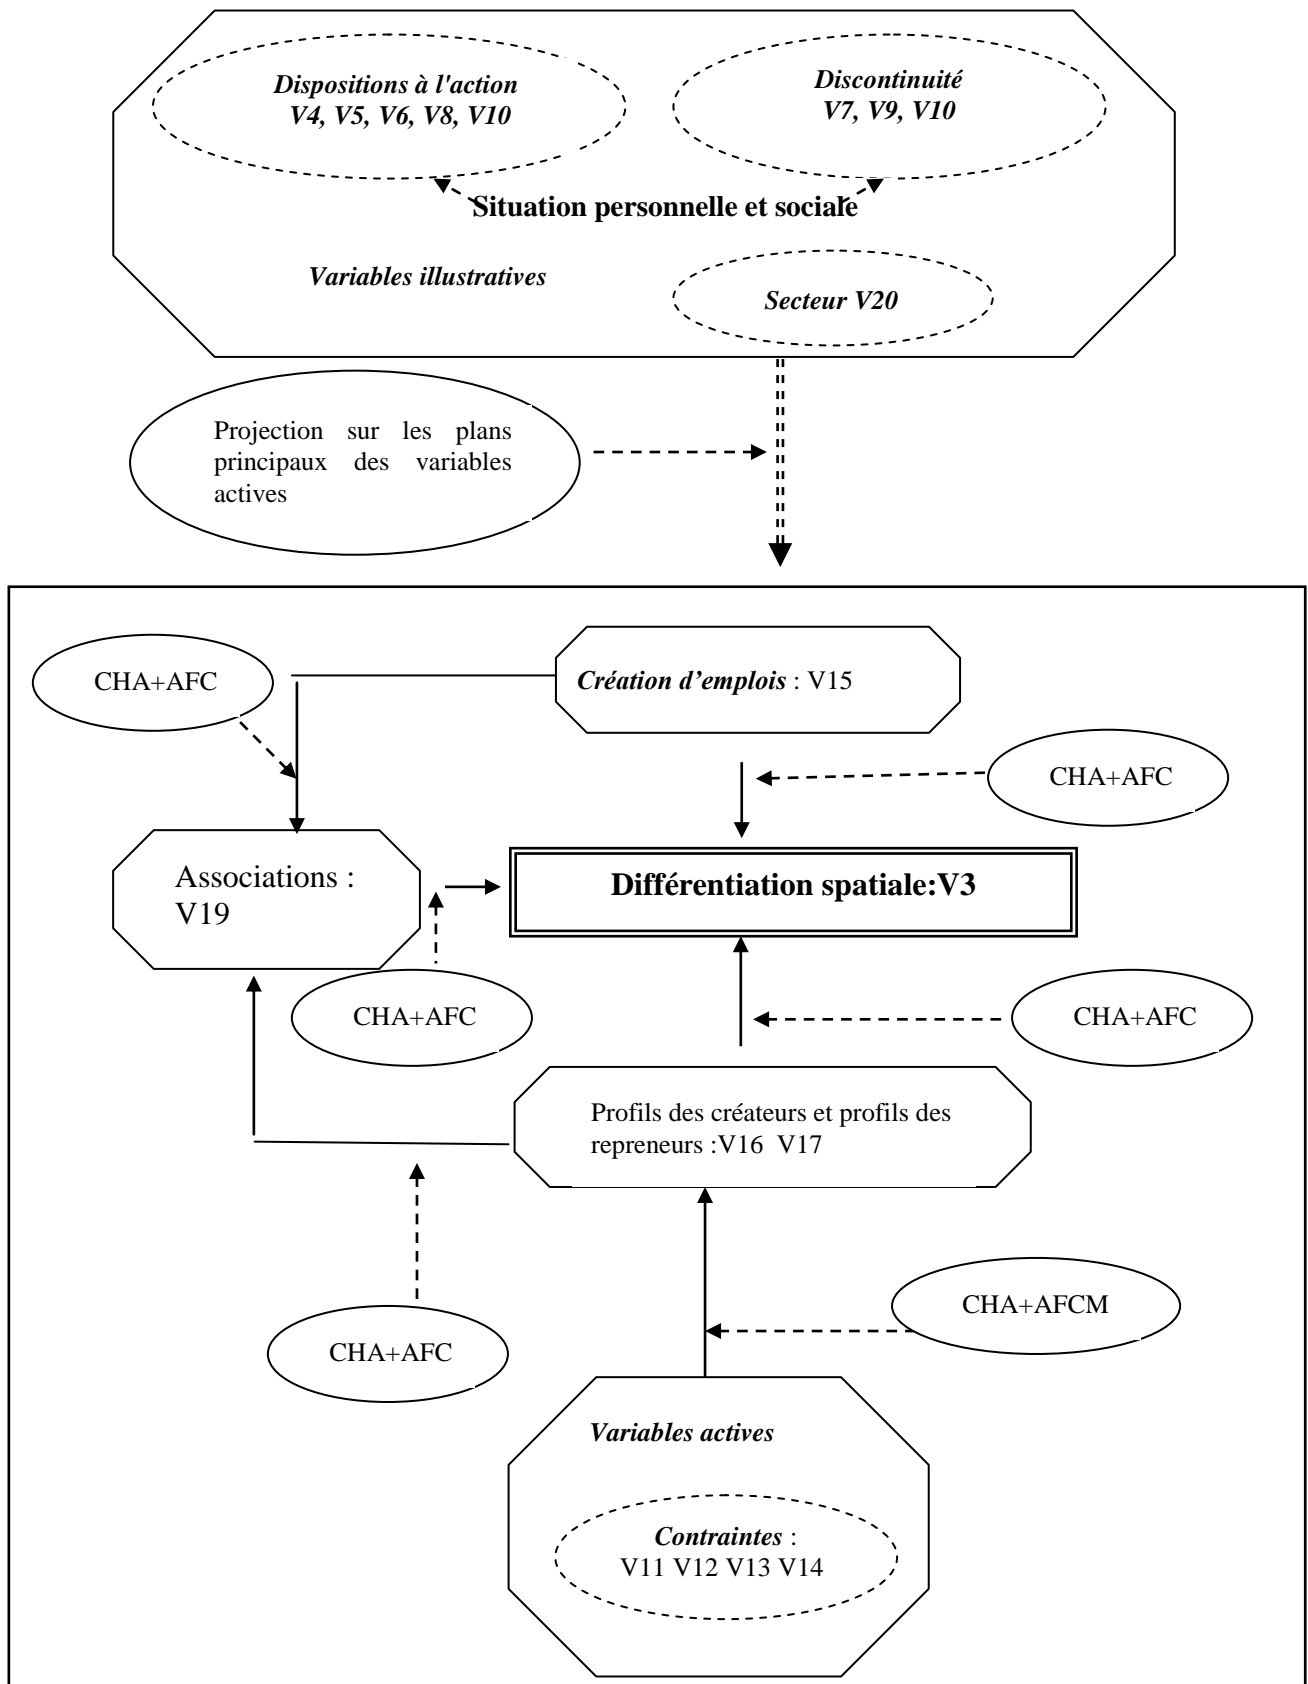 Dispositions à l'action
V4, V5, V6, V8, V10
Discontinuité
V7, V9, V10
Situation personnelle et sociale
Variables illustratives
Secteur V20
Projection sur les plans
principaux des variables
actives
CHA+AFC
Création d’emplois : V15
CHA+AFC
Associations :
V19
Différentiation spatiale:V3
CHA+AFC
CHA+AFC
Profils des créateurs et profils des
repreneurs :V16 V17
CHA+AFC
CHA+AFCM
Variables actives
Contraintes :
V11 V12 V13 V14